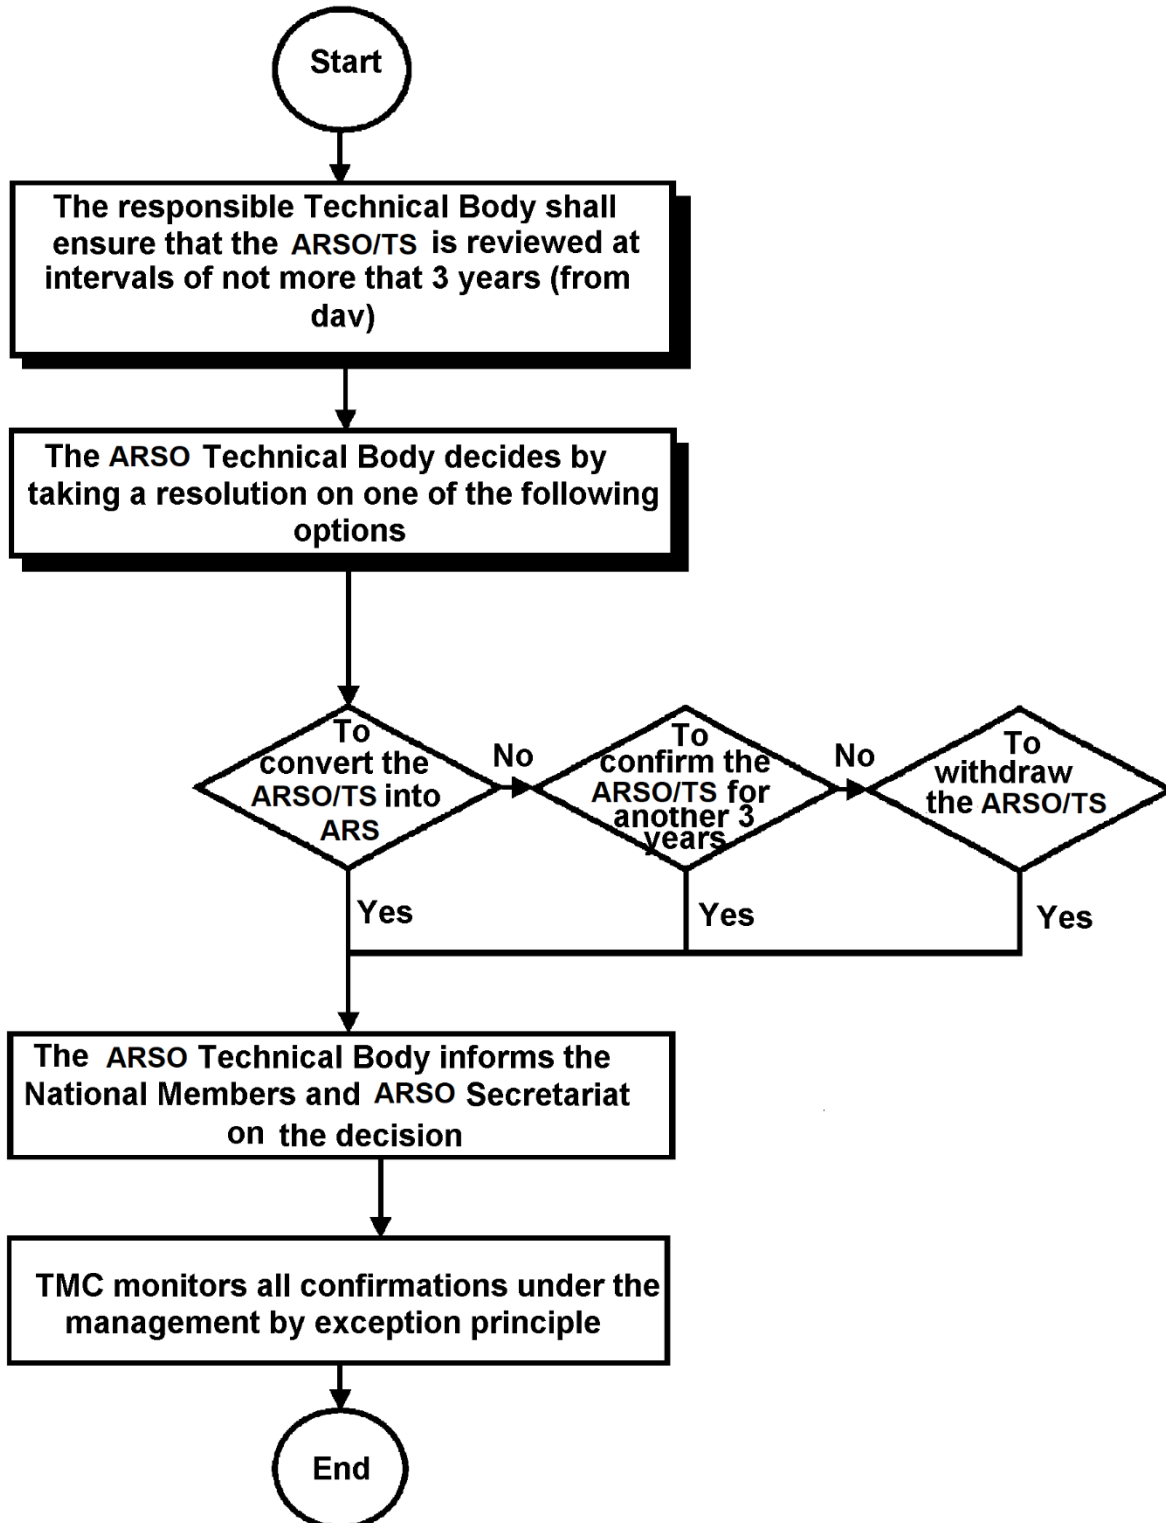 Start
The responsible Technical Body shall
ensure that the ARSO/TS is reviewed at
intervals of not more that 3 years (from
dav)
The ARSO Technical Body decides by
taking a resolution on one of the following
options
To
convert the
ARSO/TS into
ARS
No
To
confirm the
ARSO/TS for
another 3
years
No
To
withdraw
the ARSO/TS
Yes
Yes
Yes
The ARSO Technical Body informs the
National Members and ARSO Secretariat
on the decision
TMC monitors all confirmations under the
management by exception principle
End